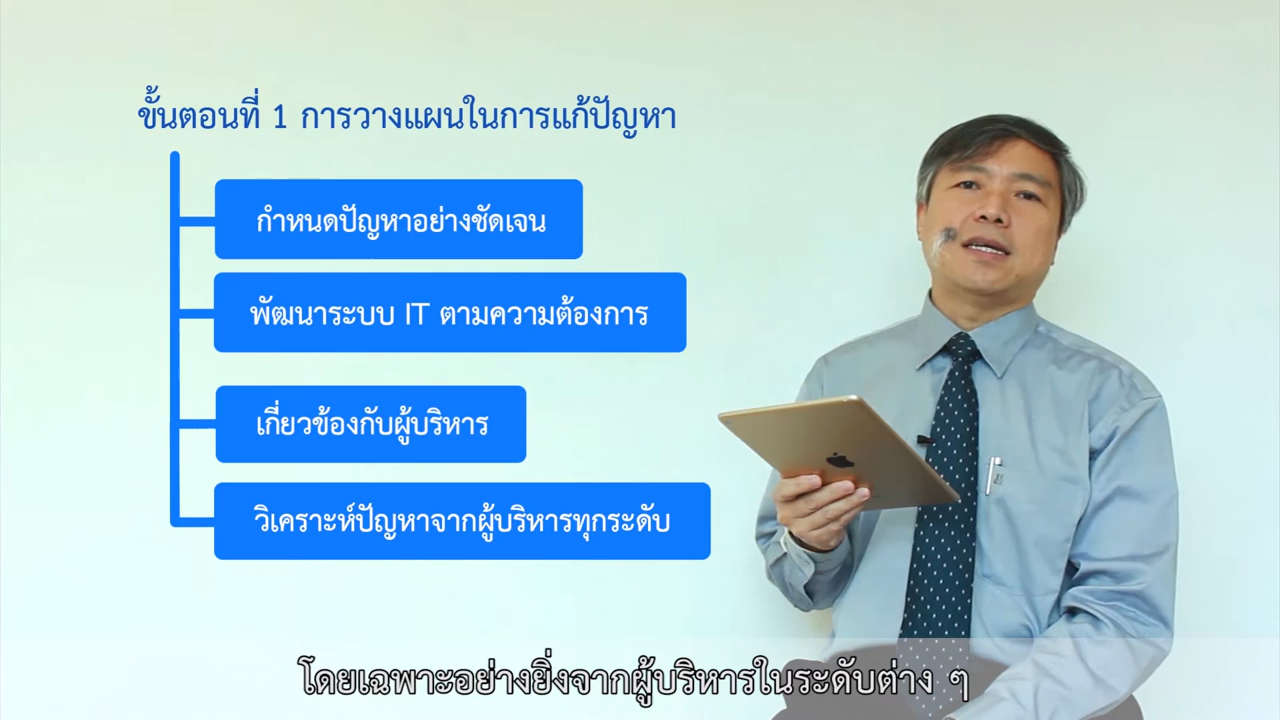 ขั้นตอนที่ 1 การวางแผนในการแก้ปัญหา
กำหนดปัญหาอย่างชัดเจน
พัฒนาระบบ IT ตามความต้องการ
เกี่ยวข้องกับผู้บริหาร
วิเคราะห์ปัญหาจากผู้บริหารทุกระดับ
โดยเฉพาะอย่างยิ่งจากผู้บริหารในระดับต่าง ๆ